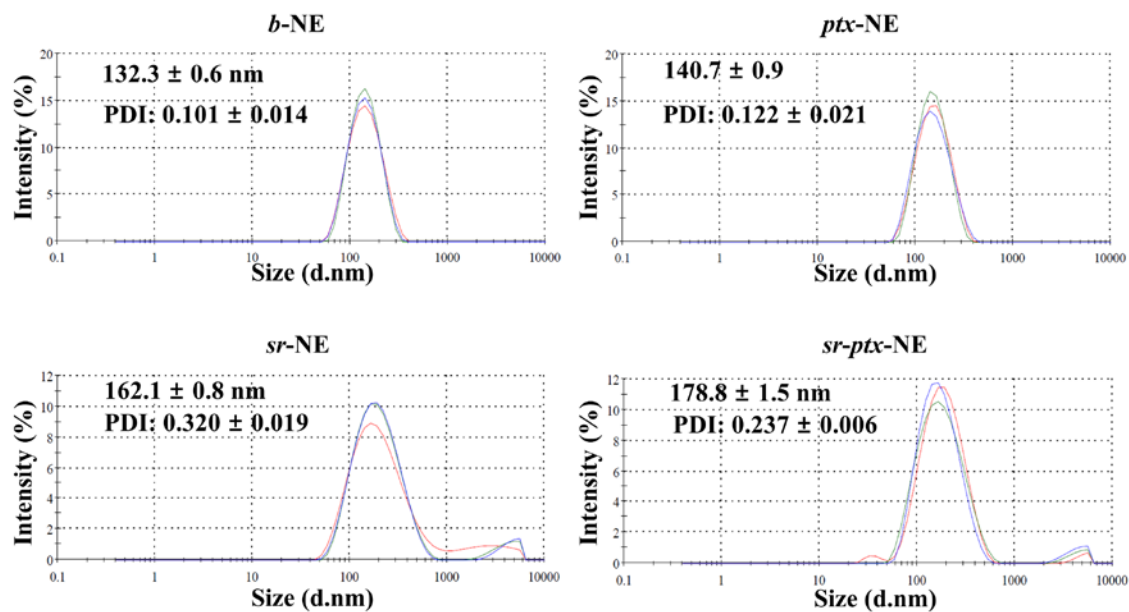 b-NE
20
15
10
5
0
Intensity (%)
132.3 ± 0.6 nm
PDI: 0.101 ± 0.014
0.1 1 10 100 1000 10000
Size (d.nm)
ptx-NE
20
15
10
5
0
Intensity (%)
140.7 ± 0.9
PDI: 0.122 ± 0.021
0.1 1 10 100 1000 10000
Size (d.nm)
sr-NE
12
10
8
6
4
2
0
Intensity (%)
162.1 ± 0.8 nm
PDI: 0.320 ± 0.019
0.1 1 10 100 1000 10000
Size (d.nm)
sr-ptx-NE
12
10
8
6
4
2
0
Intensity (%)
178.8 ± 1.5 nm
PDI: 0.237 ± 0.006
0.1 1 10 100 1000 10000
Size (d.nm)